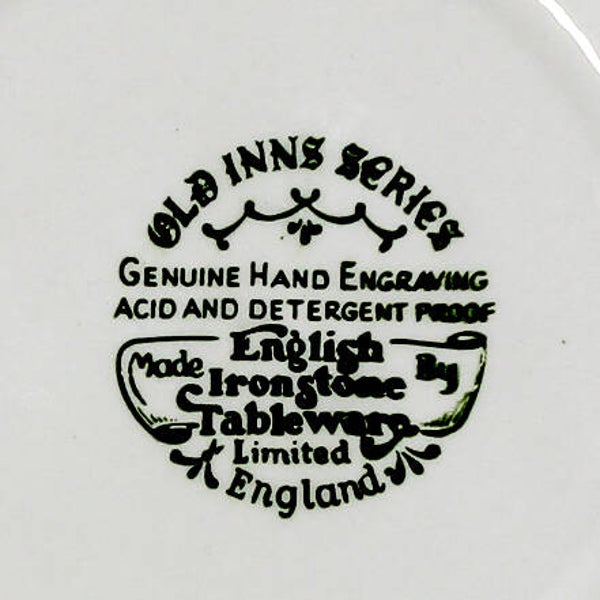 OLD INNS SERIES
GENUINE HAND ENGRAVING
ACID AND DETERGENT PROOF
Made English By
Ironstone
Tableware
Limited
England